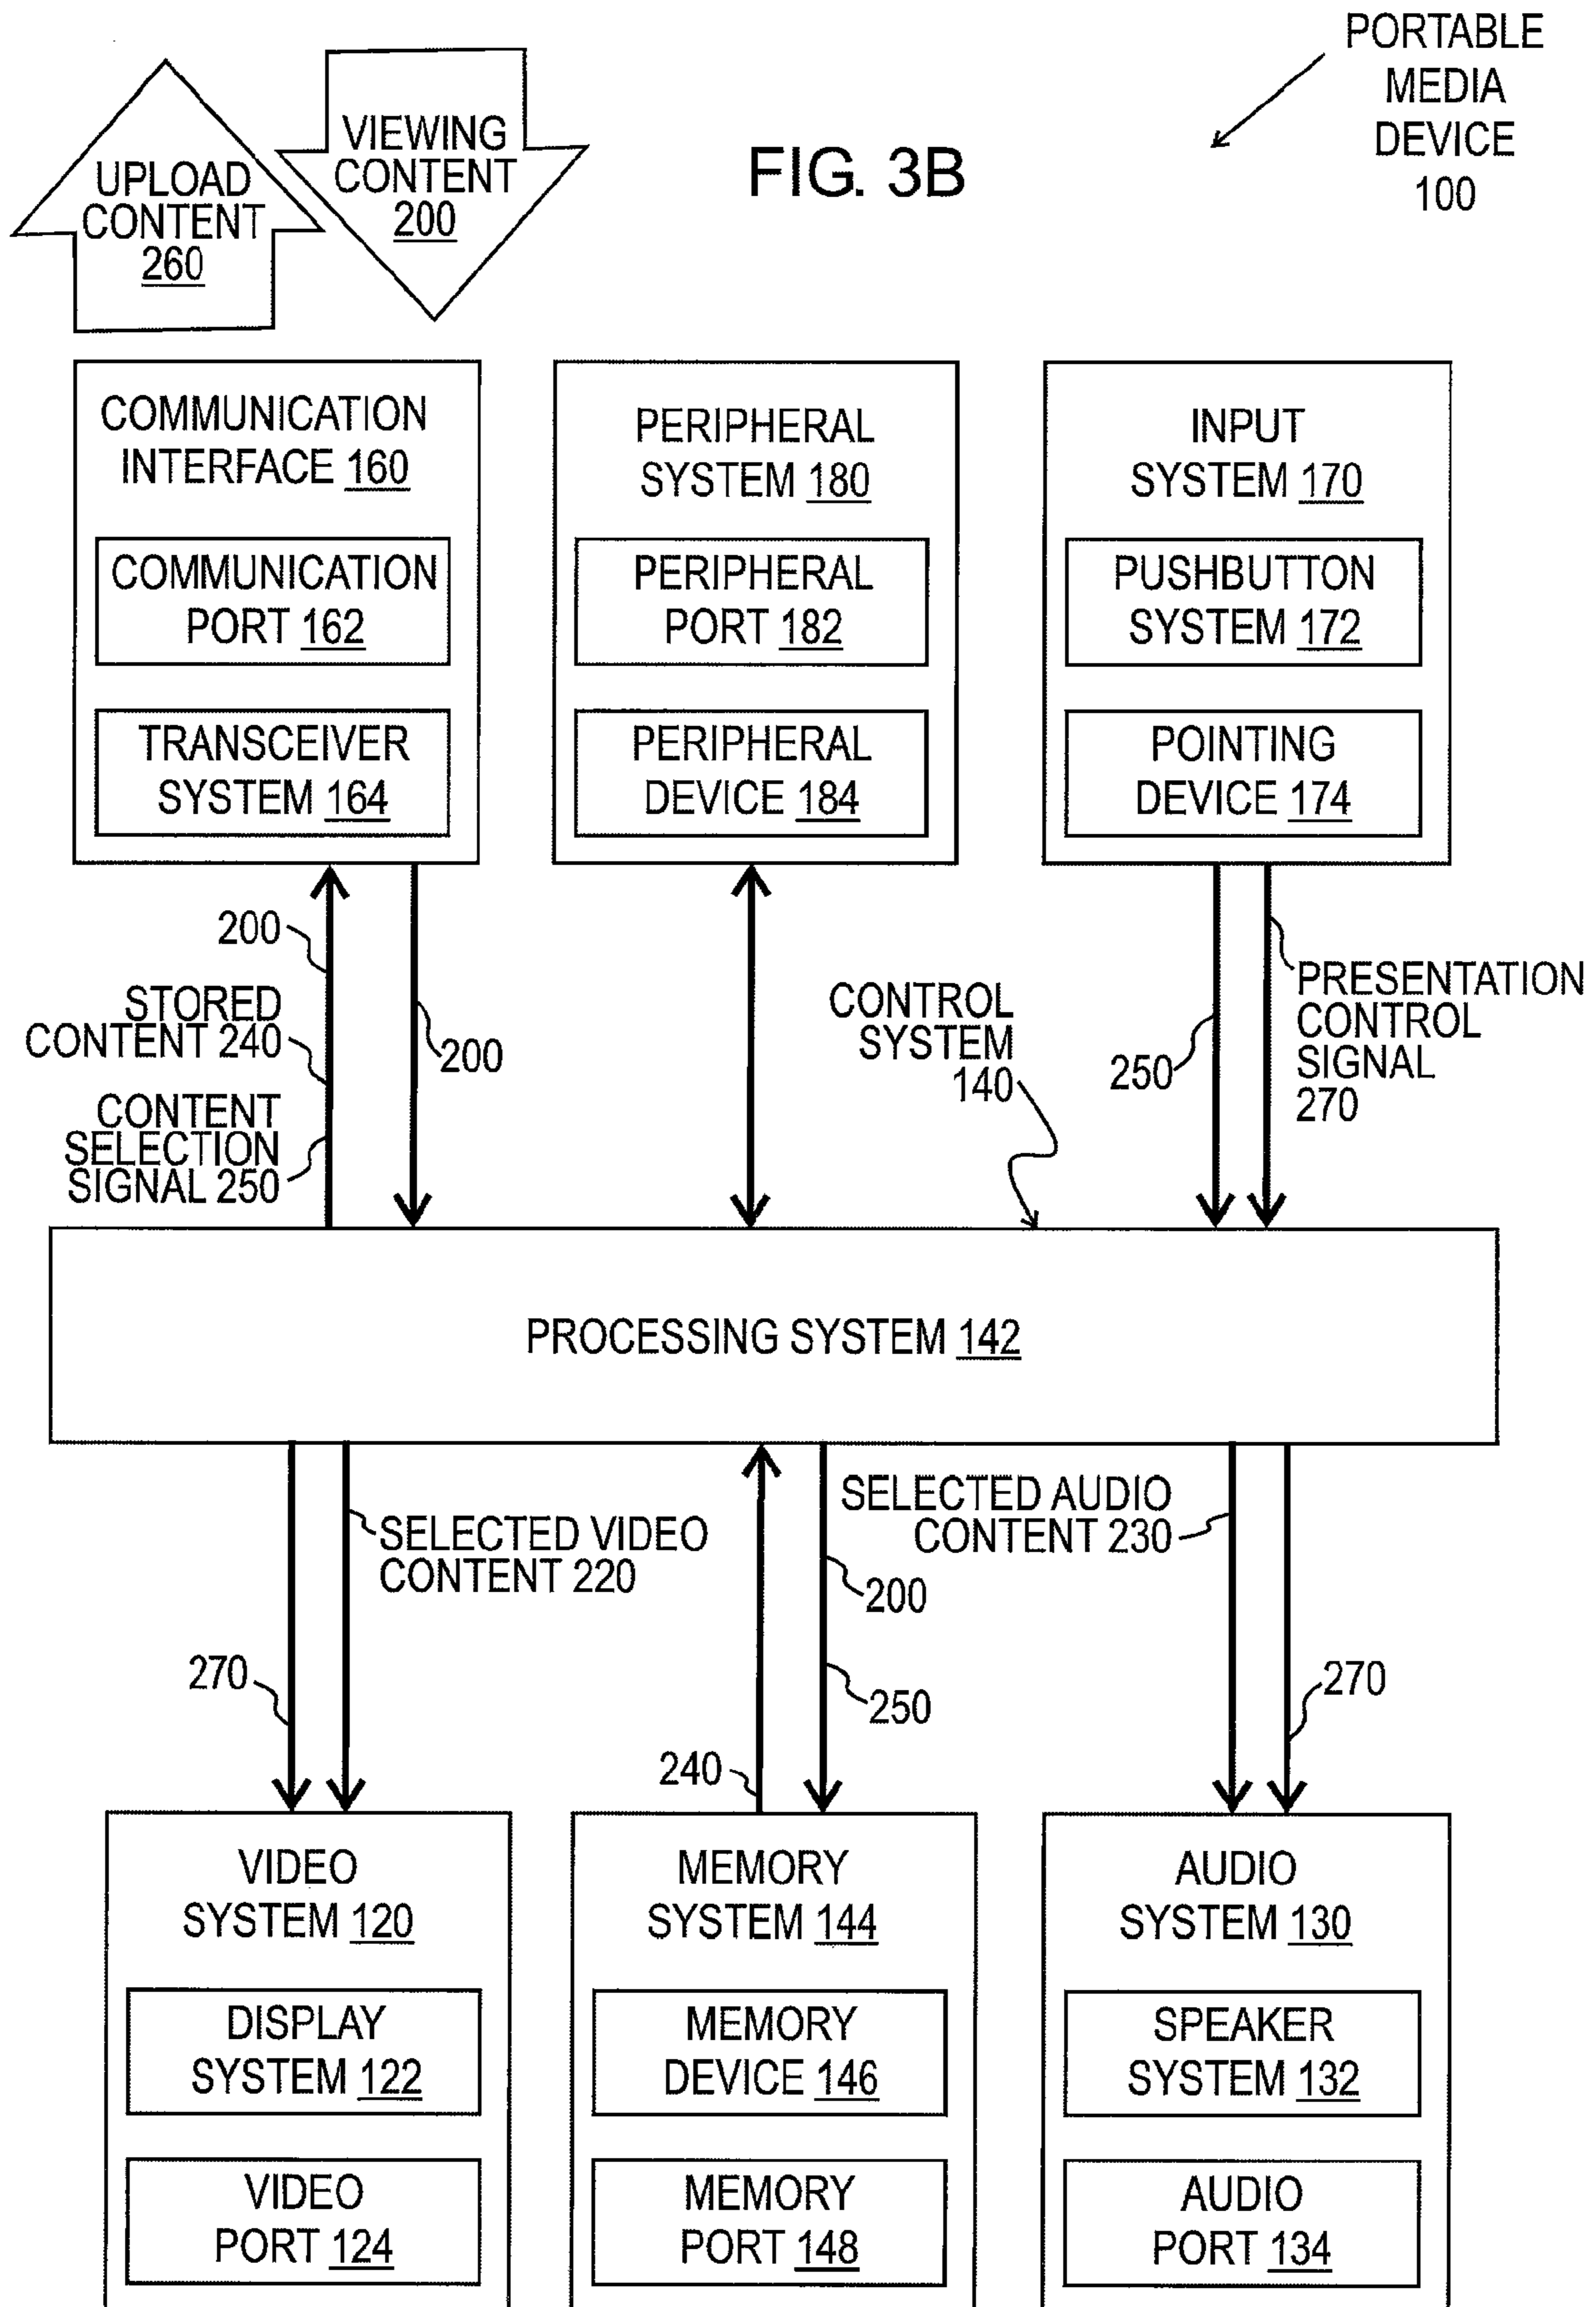 PORTABLE
MEDIA
DEVICE
100
FIG. 3B
VIEWING
CONTENT
200
UPLOAD
CONTENT
260
COMMUNICATION
INTERFACE 160
COMMUNICATION
PORT 162
TRANSCEIVER
SYSTEM 164
PERIPHERAL
SYSTEM 180
PERIPHERAL
PORT 182
PERIPHERAL
DEVICE 184
INPUT
SYSTEM 170
PUSHBUTTON
SYSTEM 172
POINTING
DEVICE 174
200
STORED
CONTENT 240
CONTENT
SELECTION
SIGNAL 250
200
CONTROL
SYSTEM
140
250
PRESENTATION
CONTROL
SIGNAL
270
PROCESSING SYSTEM 142
SELECTED VIDEO
CONTENT 220
270
SELECTED AUDIO
CONTENT 230
200
250
240
270
VIDEO
SYSTEM 120
DISPLAY
SYSTEM 122
VIDEO
PORT 124
MEMORY
SYSTEM 144
MEMORY
DEVICE 146
MEMORY
PORT 148
AUDIO
SYSTEM 130
SPEAKER
SYSTEM 132
AUDIO
PORT 134